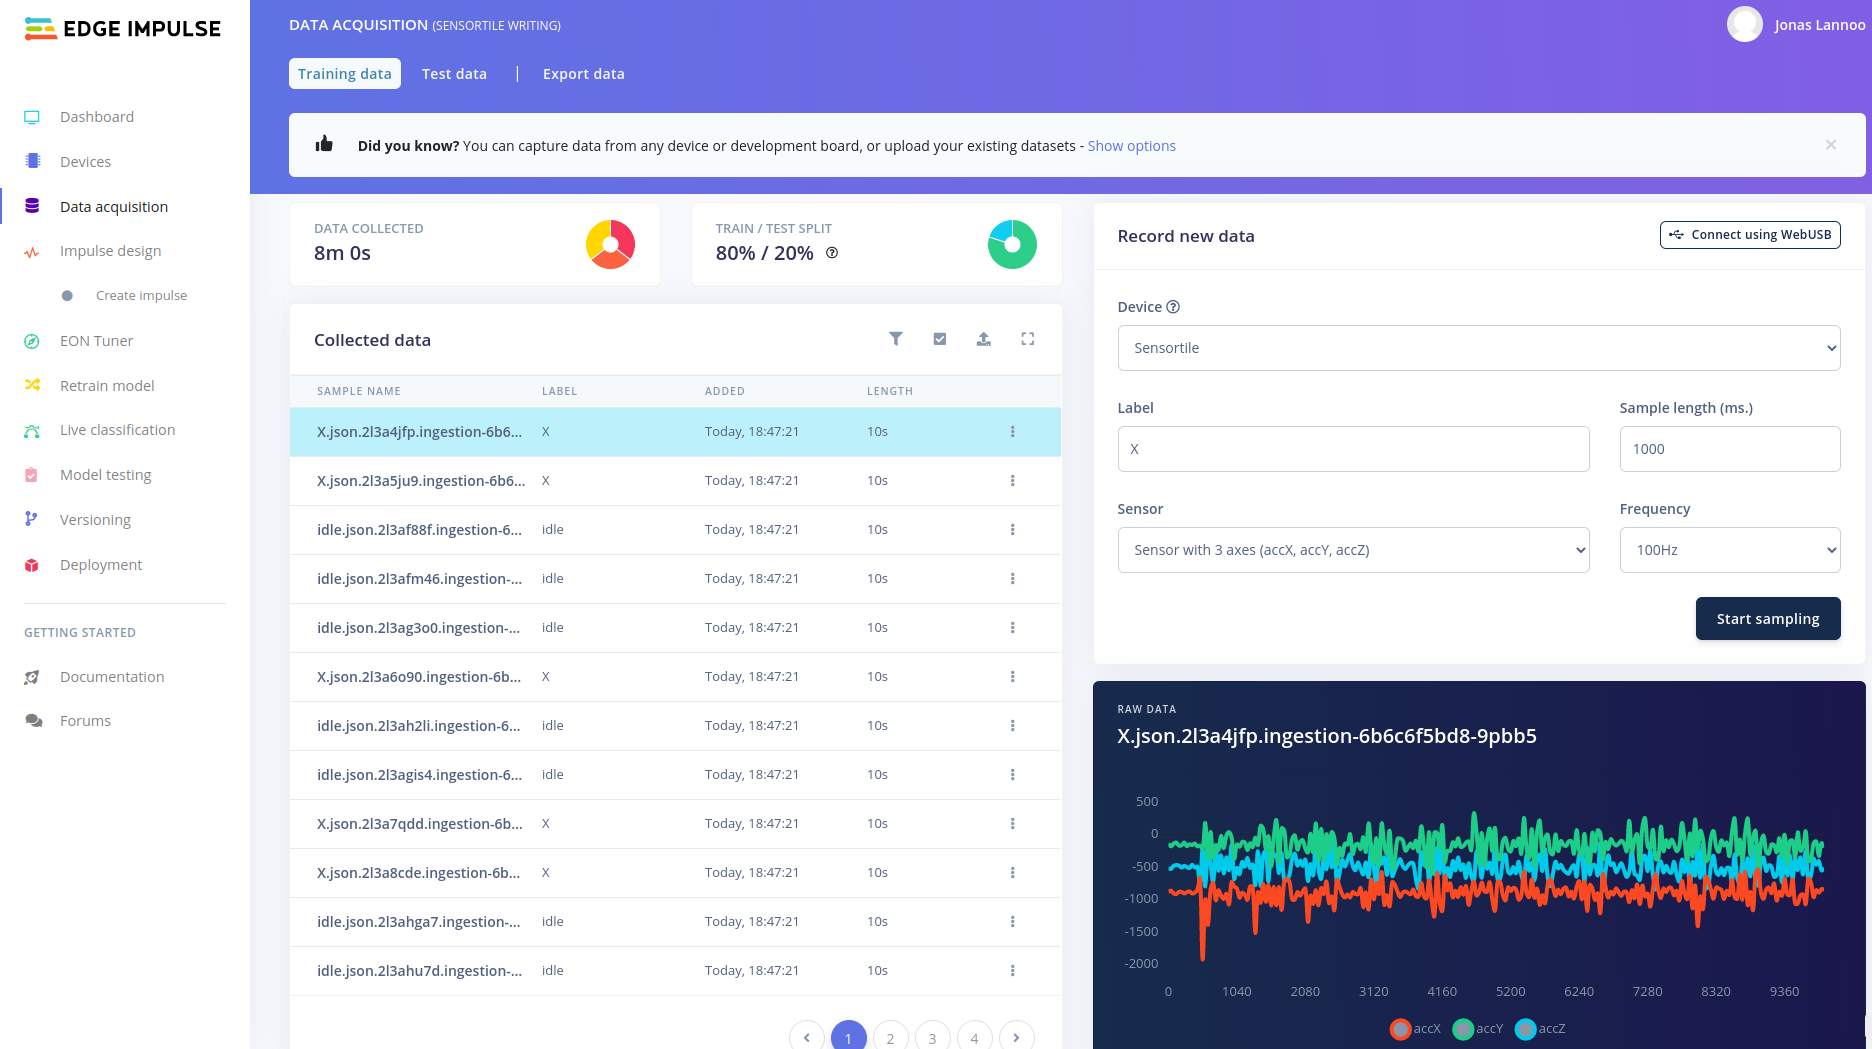 EDGE IMPULSE
Dashboard
Devices
Data acquisition
Impulse design
Create impulse
EON Tuner
Retrain model
Live classification
Model testing
Versioning
Deployment
GETTING STARTED
Documentation
Forums
DATA ACQUISITION (SENSORTILE WRITING)
Jonas Lannoo
Training data Test data | Export data
Did you know? You can capture data from any device or development board, or upload your existing datasets - Show options ×
DATA COLLECTED
8m 0s
TRAIN / TEST SPLIT
80% / 20% ?
Collected data
SAMPLE NAME LABEL ADDED LENGTH
X.json.2l3a4jfp.ingestion-6b6... X Today, 18:47:21 10s
X.json.2l3a5ju9.ingestion-6b6... X Today, 18:47:21 10s
idle.json.2l3af88f.ingestion-6... idle Today, 18:47:21 10s
idle.json.2l3afm46.ingestion-... idle Today, 18:47:21 10s
idle.json.2l3ag3o0.ingestion-... idle Today, 18:47:21 10s
X.json.2l3a6o90.ingestion-6b... X Today, 18:47:21 10s
idle.json.2l3ah2li.ingestion-6... idle Today, 18:47:21 10s
idle.json.2l3agis4.ingestion-6... idle Today, 18:47:21 10s
X.json.2l3a7qdd.ingestion-6b... X Today, 18:47:21 10s
X.json.2l3a8cde.ingestion-6b... X Today, 18:47:21 10s
idle.json.2l3ahga7.ingestion-... idle Today, 18:47:21 10s
idle.json.2l3ahu7d.ingestion-... idle Today, 18:47:21 10s
‹ 1 2 3 4 ›
Record new data
Connect using WebUSB
Device ?
Sensortile
Label Sample length (ms.)
X 1000
Sensor Frequency
Sensor with 3 axes (accX, accY, accZ) 100Hz
Start sampling
RAW DATA
X.json.2l3a4jfp.ingestion-6b6c6f5bd8-9pbb5
500
0
-500
-1000
-1500
-2000
0 1040 2080 3120 4160 5200 6240 7280 8320 9360
accX accY accZ